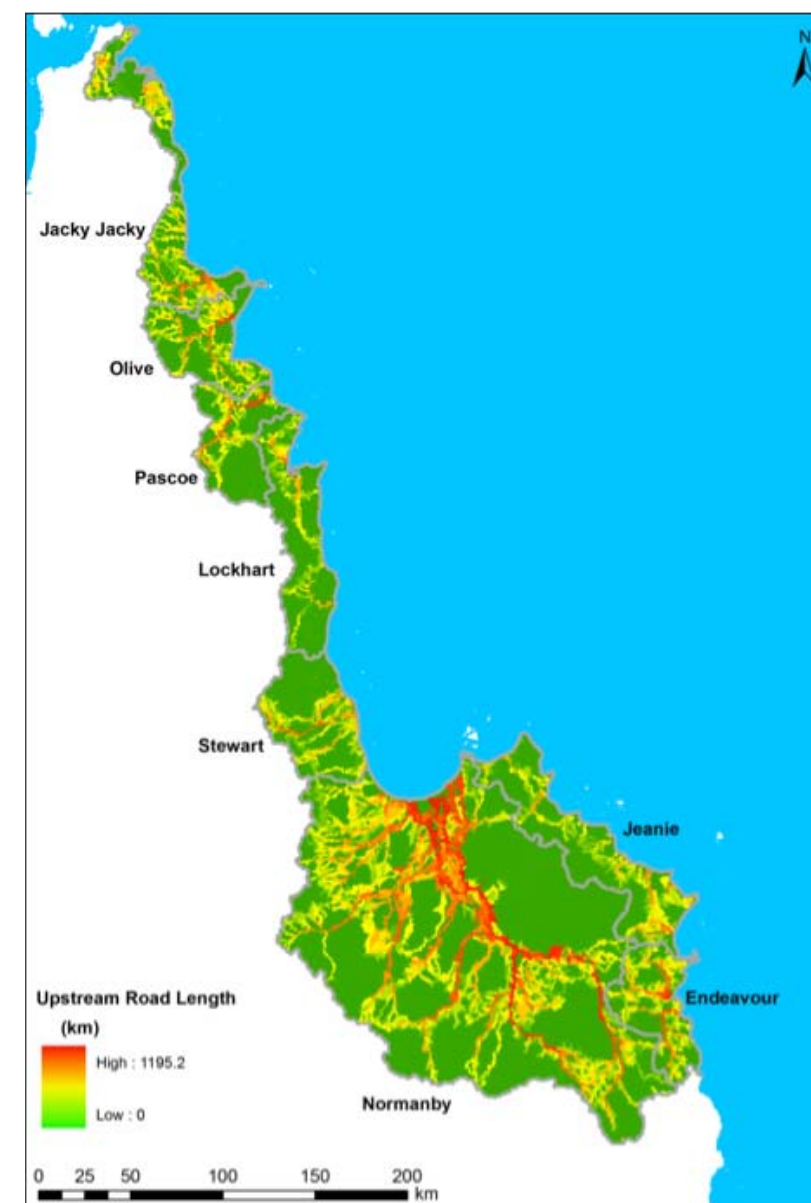 N
Jacky Jacky
Olive
Pascoe
Lockhart
Stewart
Jeanie
Endeavour
Normanby
Upstream Road Length
(km)
High : 1195.2
Low : 0
0 25 50 100 150 200
km